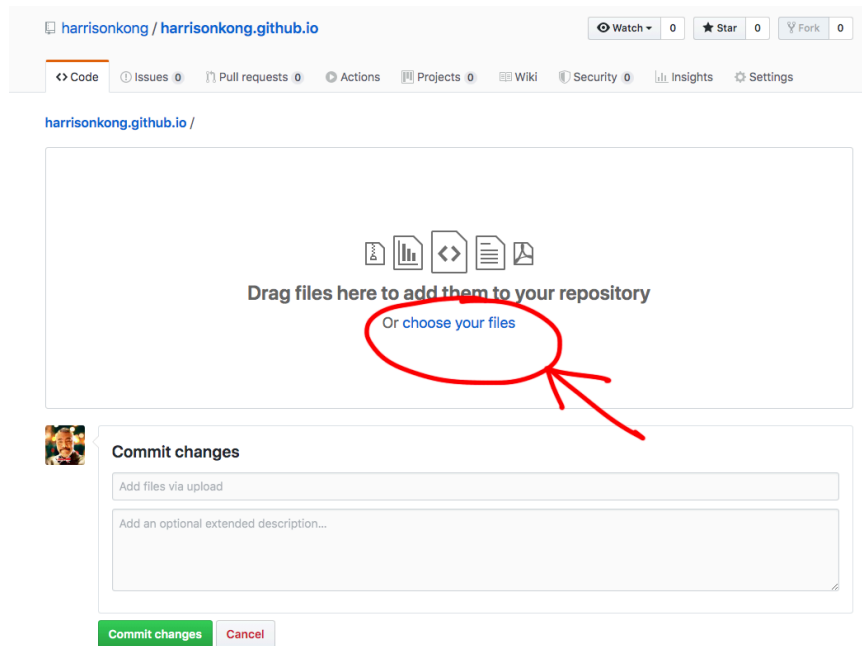 harrisonkong / harrisonkong.github.io
Watch 0 Star 0 Fork 0
Code Issues 0 Pull requests 0 Actions Projects 0 Wiki Security 0 Insights Settings
harrisonkong.github.io /
Drag files here to add them to your repository
Or choose your files
Commit changes
Add files via upload
Add an optional extended description...
Commit changes Cancel